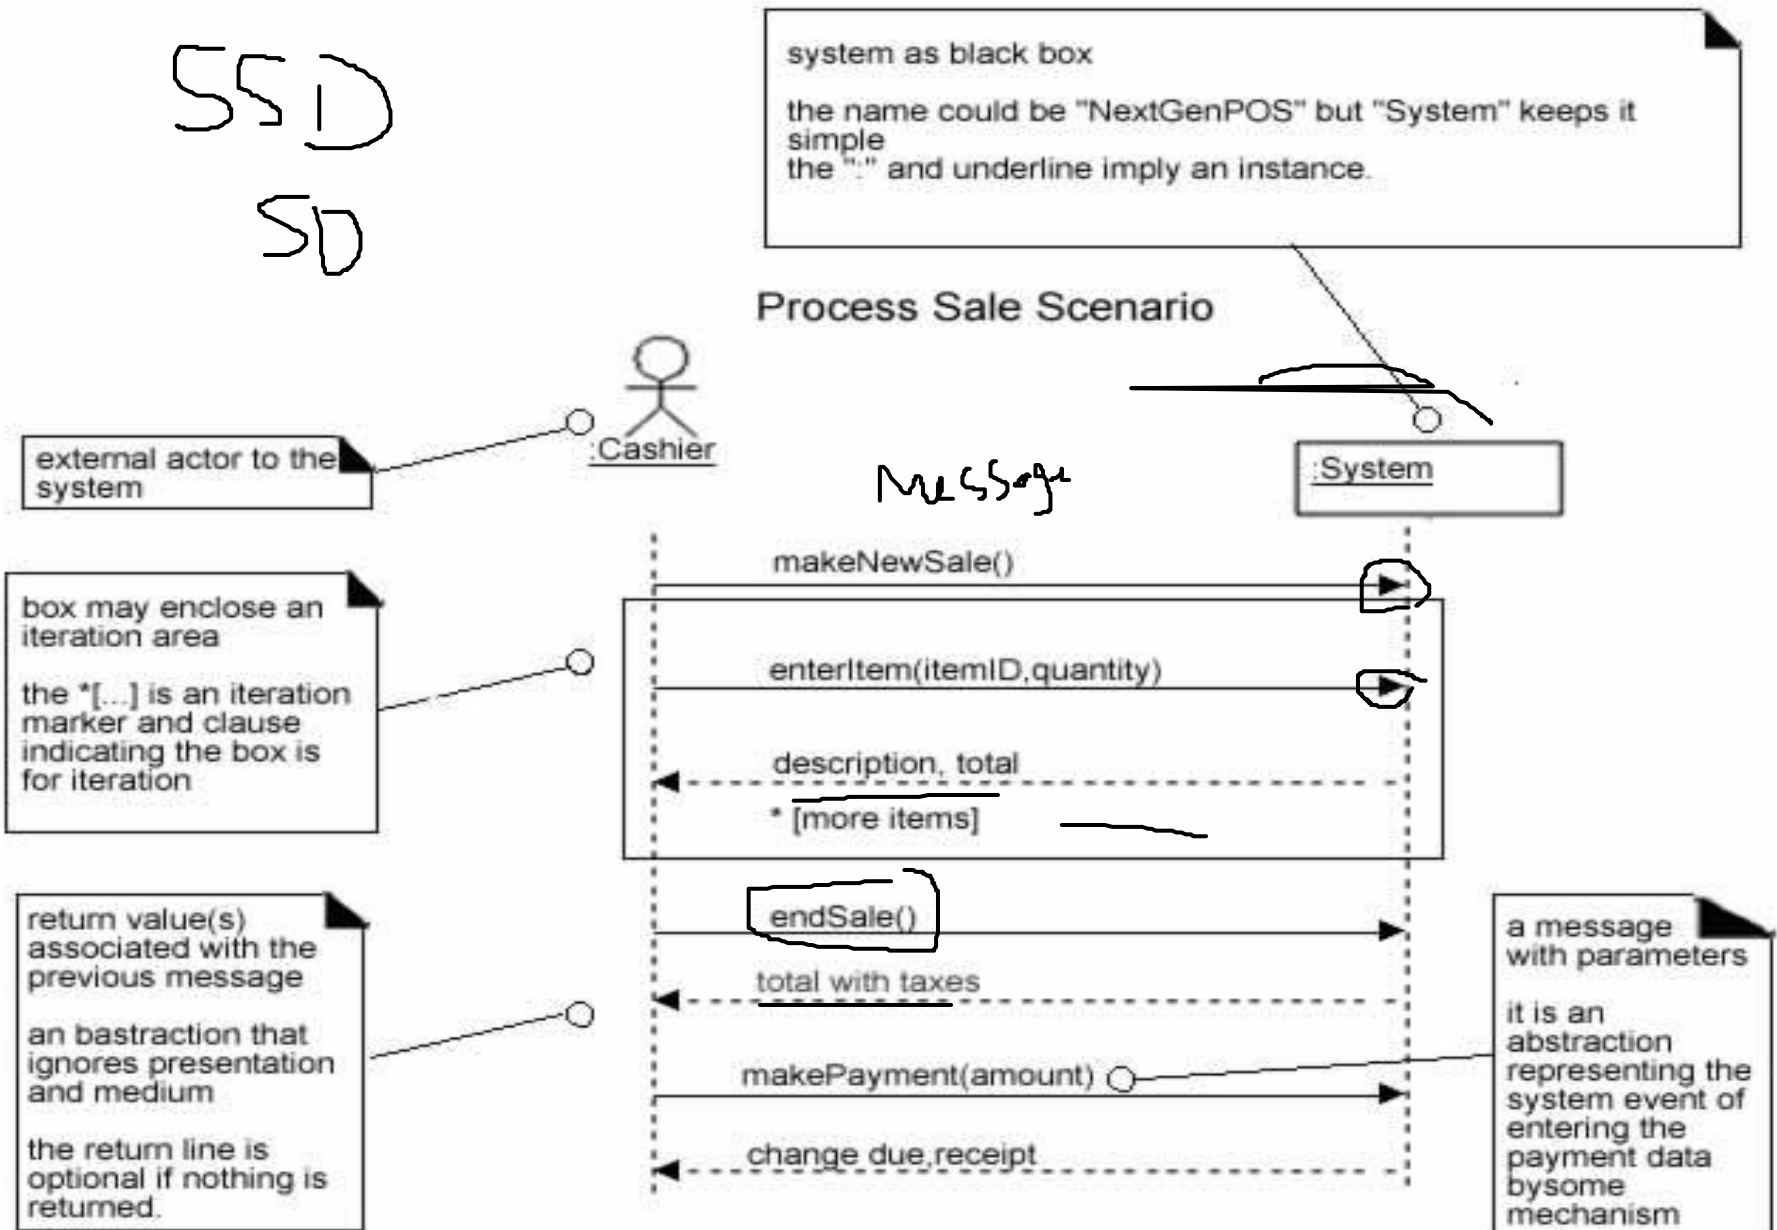 SSD
SD
system as black box
the name could be "NextGenPOS" but "System" keeps it
simple
the ":" and underline imply an instance.
Process Sale Scenario
external actor to the
system
:Cashier
Message
:System
box may enclose an
iteration area
the *[...] is an iteration
marker and clause
indicating the box is
for iteration
makeNewSale()
enterItem(itemID,quantity)
description, total
* [more items]
return value(s)
associated with the
previous message
an bastraction that
ignores presentation
and medium
the return line is
optional if nothing is
returned.
endSale()
total with taxes
makePayment(amount)
change due,receipt
a message
with parameters
it is an
abstraction
representing the
system event of
entering the
payment data
bysome
mechanism